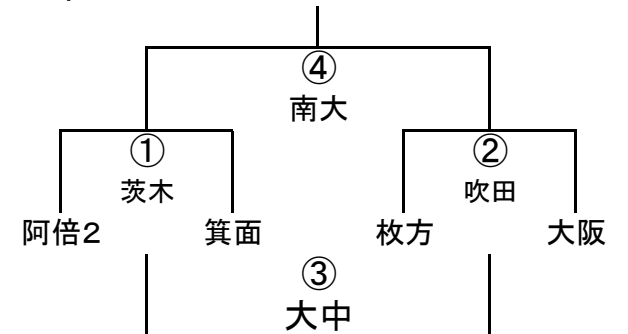 ④
南大
① ②
茨木 吹田
阿倍2 箕面 枚方 大阪
③
大中